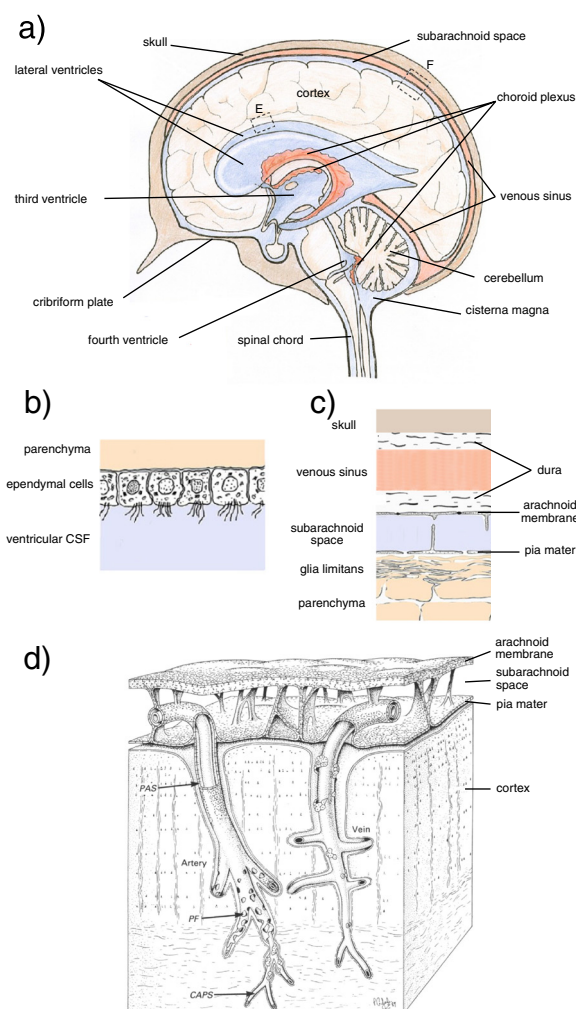 a)
skull
subarachnoid space
lateral ventricles
F
E
cortex
choroid plexus
third ventricle
venous sinus
cribriform plate
cerebellum
cisterna magna
fourth ventricle
spinal chord
b)
parenchyma
ependymal cells
ventricular CSF
c)
skull
venous sinus
dura
arachnoid
membrane
subarachnoid
space
pia mater
glia limitans
parenchyma
d)
arachnoid
membrane
subarachnoid
space
pia mater
PAS
cortex
Vein
Artery
PF
CAPS